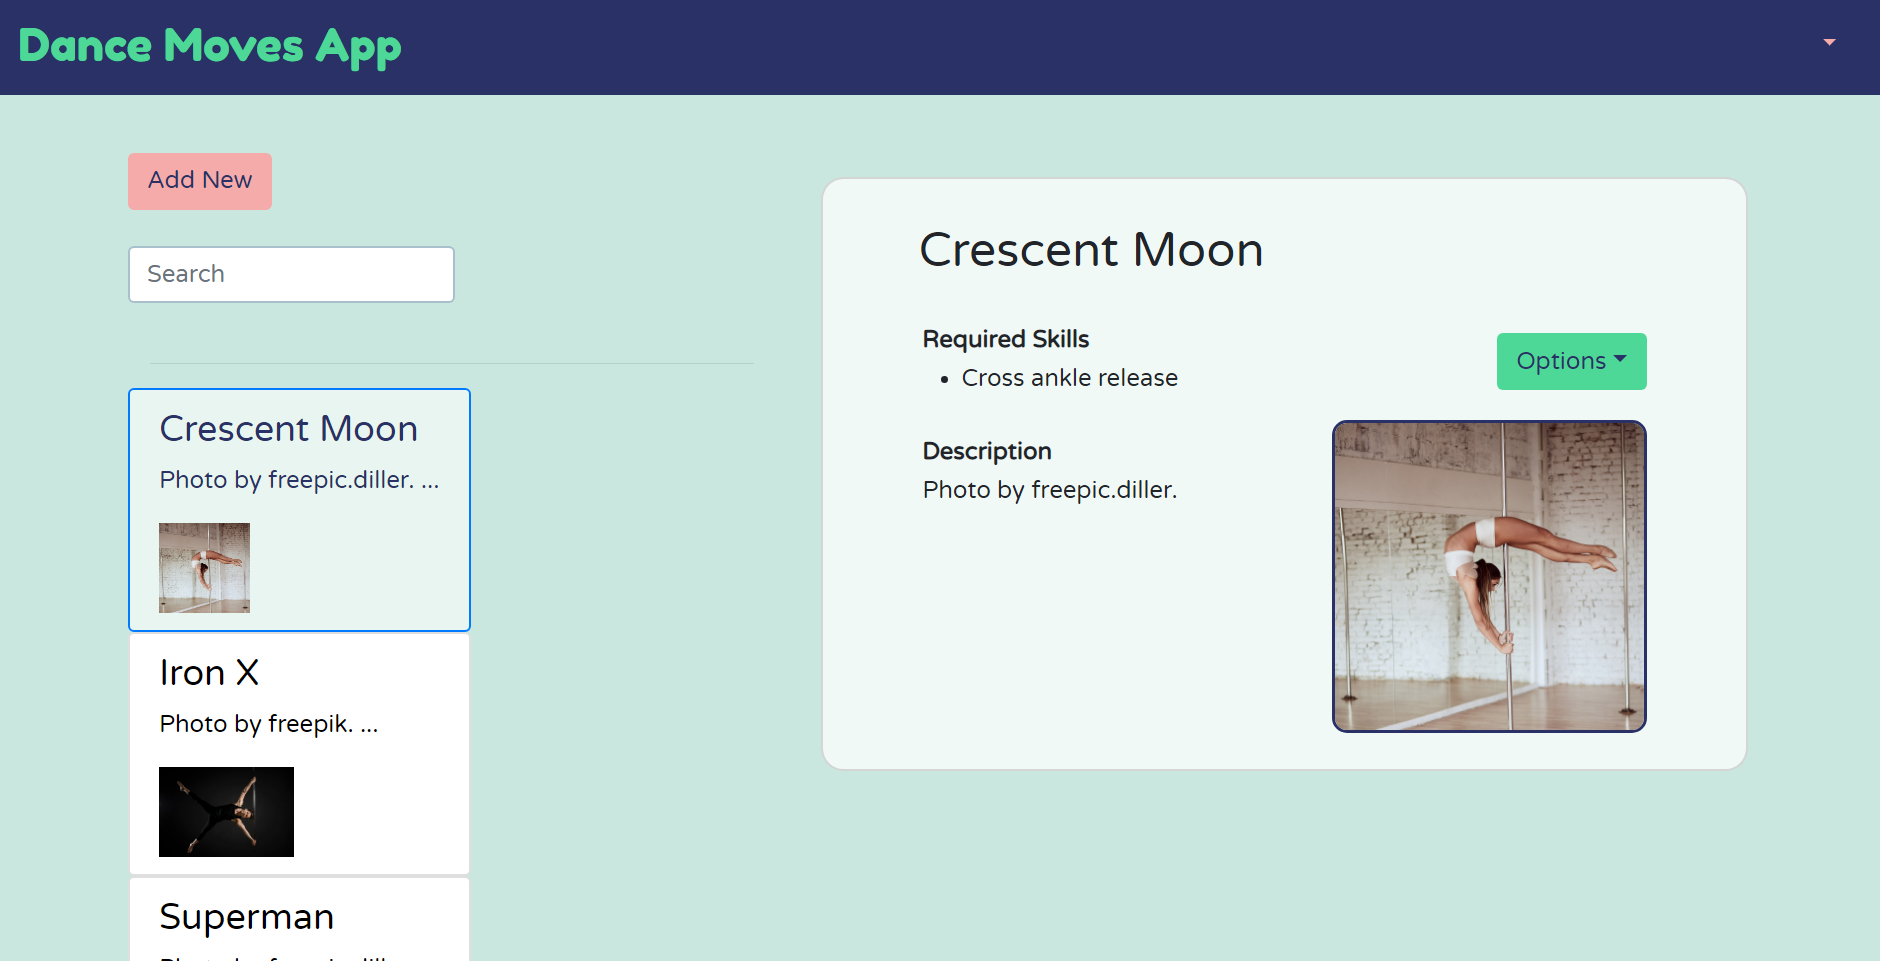 Dance Moves App
Add New
Search
Crescent Moon
Photo by freepic.diller. ...
Iron X
Photo by freepik. ...
Superman
Crescent Moon
Required Skills
• Cross ankle release
Options
Description
Photo by freepic.diller.